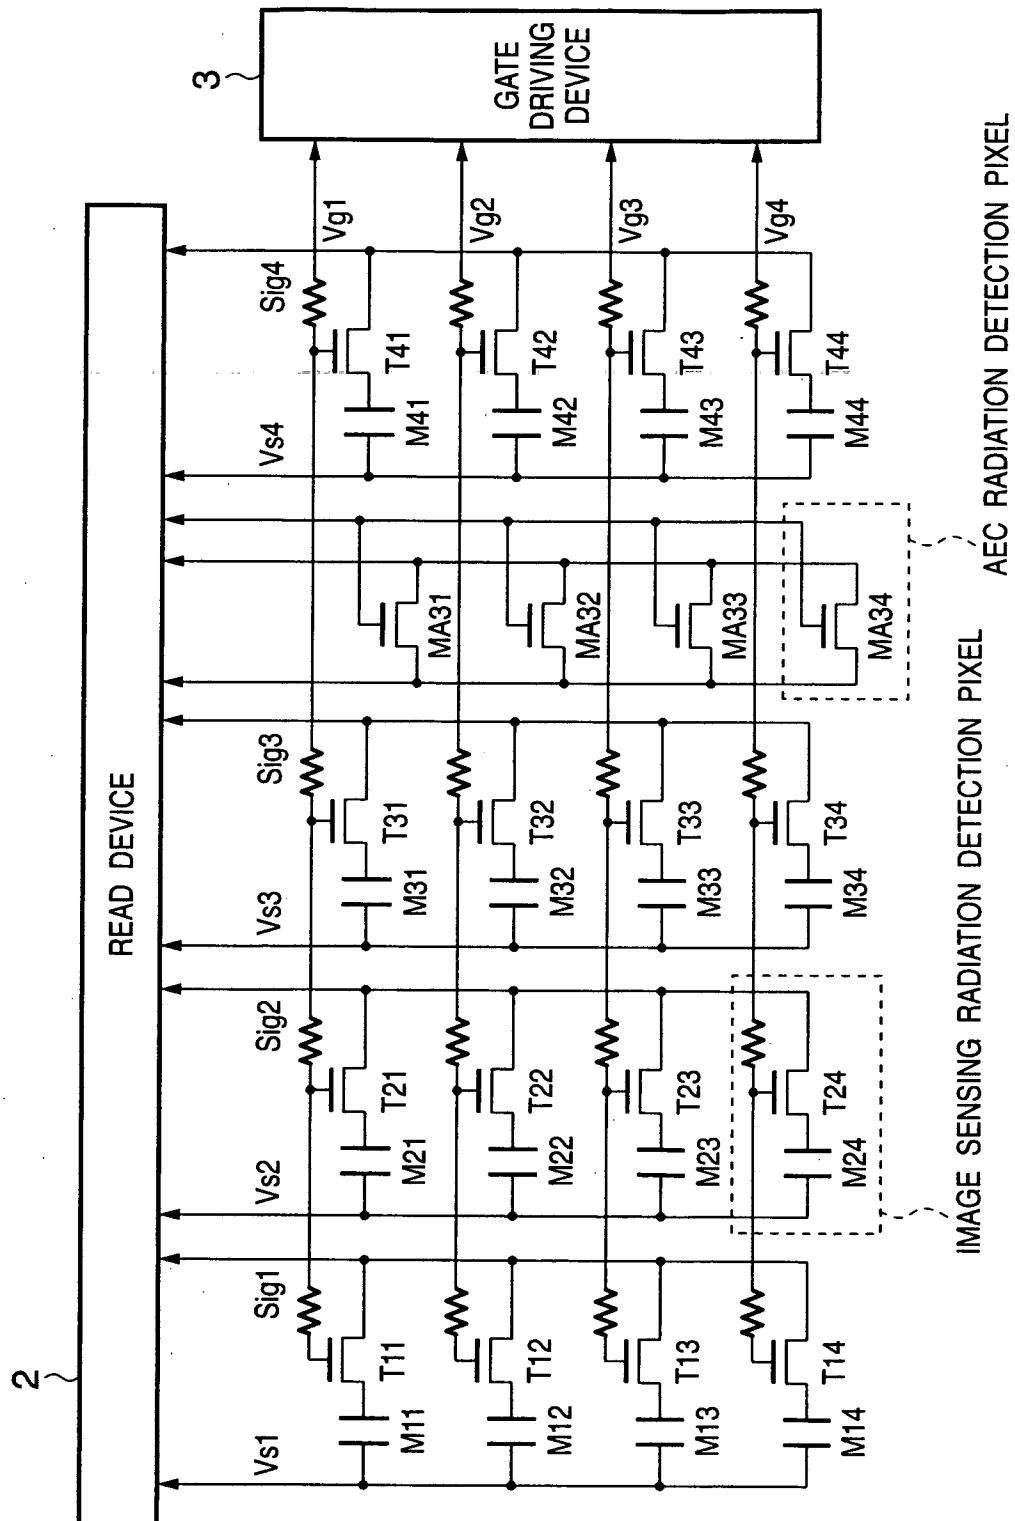 2
READ DEVICE
3
GATE
DRIVING
DEVICE
Vs1
Sig1
Vs2
Sig2
Vs3
Sig3
Vs4
Sig4
Vg1
M11
T11
M21
T21
M31
T31
MA31
M41
T41
Vg2
M12
T12
M22
T22
M32
T32
MA32
M42
T42
Vg3
M13
T13
M23
T23
M33
T33
MA33
M43
T43
Vg4
M14
T14
M24
T24
M34
T34
MA34
M44
T44
IMAGE SENSING RADIATION DETECTION PIXEL
AEC RADIATION DETECTION PIXEL